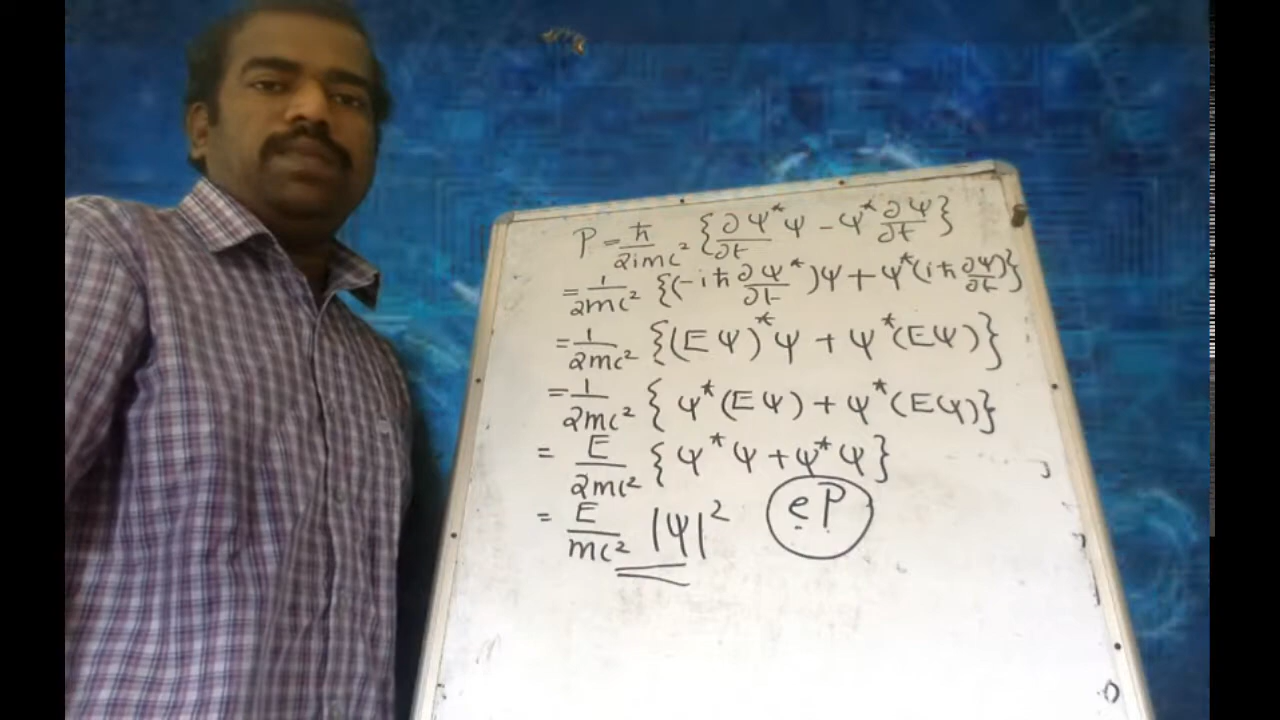 P = ℏ/2imc² {∂ψ*/∂t ψ − ψ* ∂ψ/∂t}
= 1/2mc² {(−iℏ ∂ψ*/∂t)ψ + ψ*(iℏ ∂ψ/∂t)}
= 1/2mc² {(Eψ)*ψ + ψ*(Eψ)}
= 1/2mc² {ψ*(Eψ) + ψ*(Eψ)}
= E/2mc² {ψ*ψ + ψ*ψ}
= E/mc² |ψ|² eP